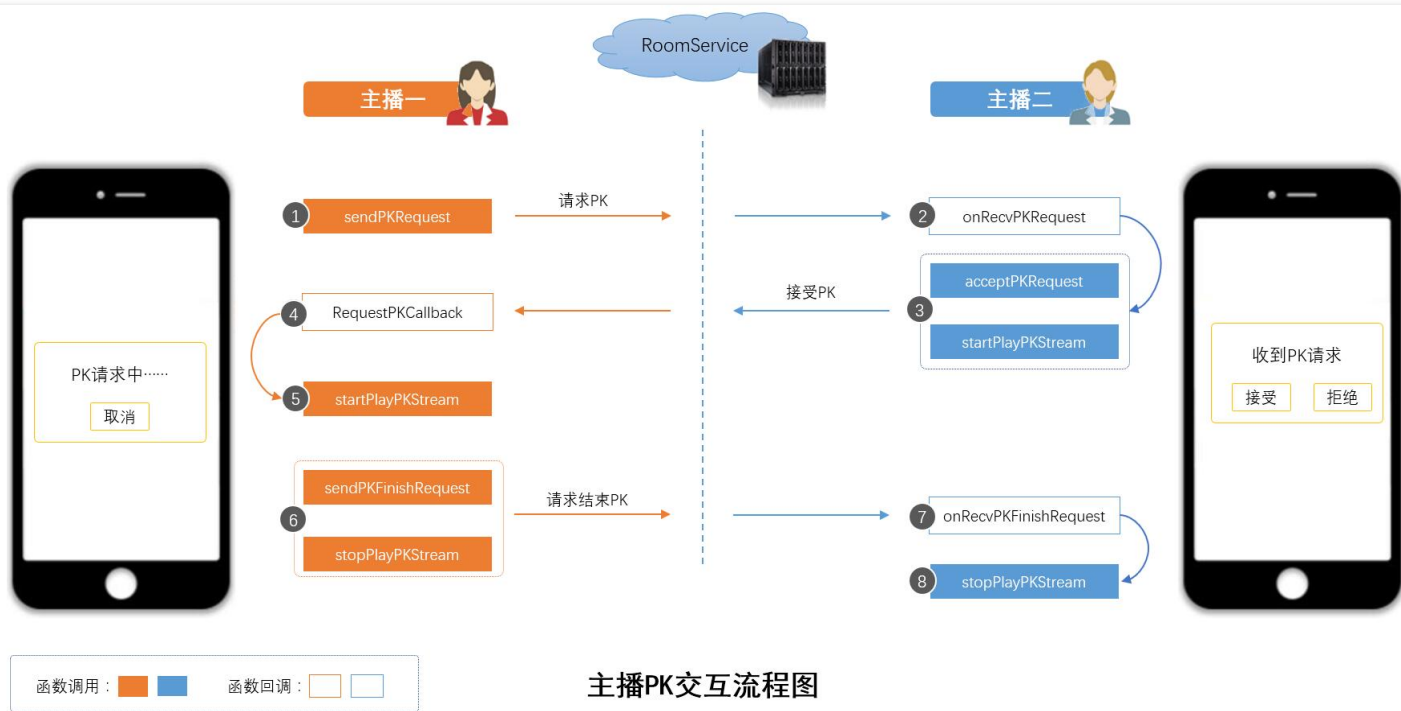 RoomService
主播一
主播二
1
sendPKRequest
请求PK
2
onRecvPKRequest
acceptPKRequest
接受PK
3
startPlayPKStream
4
RequestPKCallback
5
startPlayPKStream
PK请求中……
取消
收到PK请求
接受
拒绝
sendPKFinishRequest
6
stopPlayPKStream
请求结束PK
7
onRecvPKFinishRequest
8
stopPlayPKStream
函数调用：
函数回调：
主播PK交互流程图